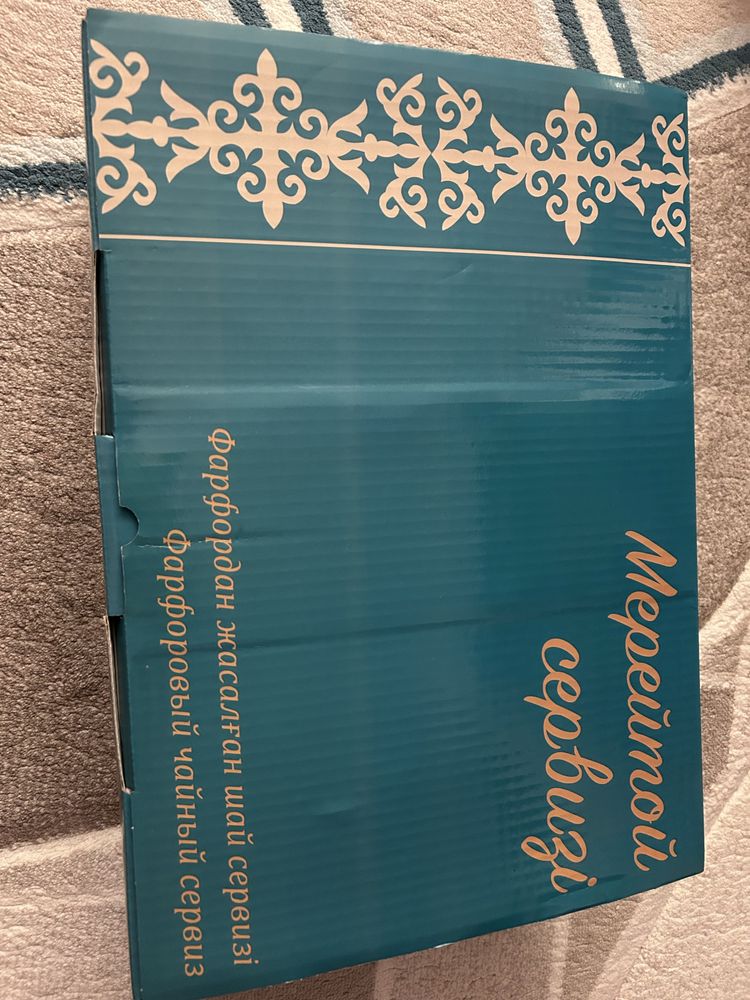 Мерейтой
сервизі
Фарфордан жасалған шай сервизі
Фарфоровый чайный сервиз